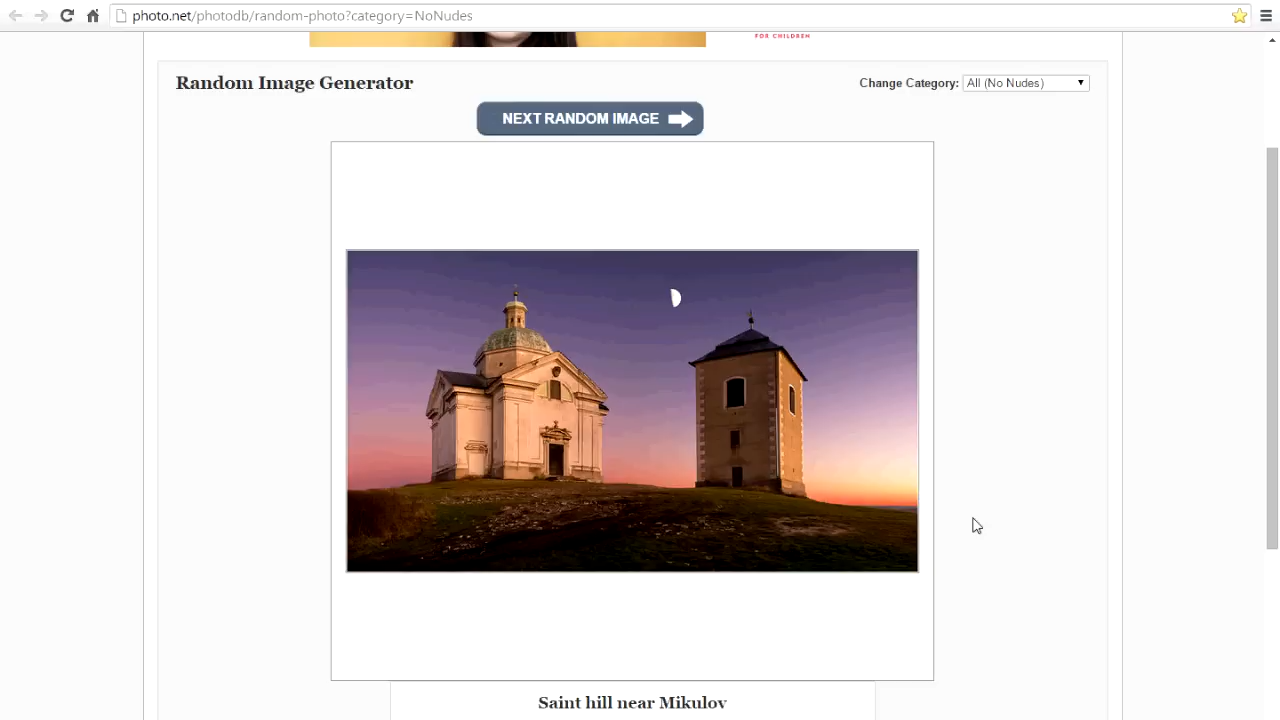 photo.net/photodb/random-photo?category=NoNudes
FOR CHILDREN
Random Image Generator
Change Category: All (No Nudes)
NEXT RANDOM IMAGE
Saint hill near Mikulov